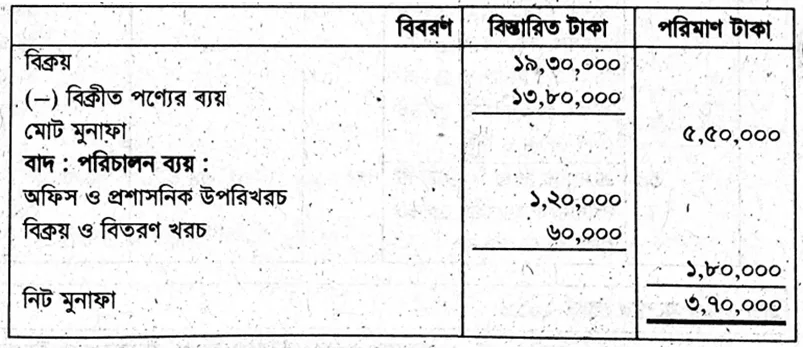 বিবরণ বিস্তারিত টাকা পরিমাণ টাকা
বিক্রয় ১৯,৩০,০০০
(–) বিক্রীত পণ্যের ব্যয় ১৩,৮০,০০০
মোট মুনাফা ৫,৫০,০০০
বাদ : পরিচালন ব্যয় :
অফিস ও প্রশাসনিক উপরিখরচ ১,২০,০০০
বিক্রয় ও বিতরণ খরচ ৬০,০০০
১,৮০,০০০
নিট মুনাফা ৩,৭০,০০০